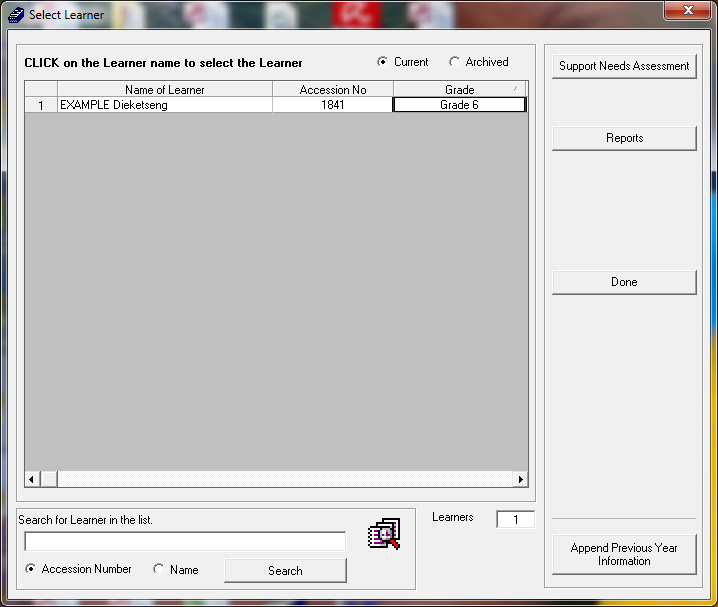 Select Learner
CLICK on the Learner name to select the Learner
Current
Archived
Name of Learner
Accession No
Grade
1
EXAMPLE Dieketseng
1841
Grade 6
Support Needs Assessment
Reports
Done
Search for Learner in the list.
Accession Number
Name
Search
Learners
1
Append Previous Year
Information